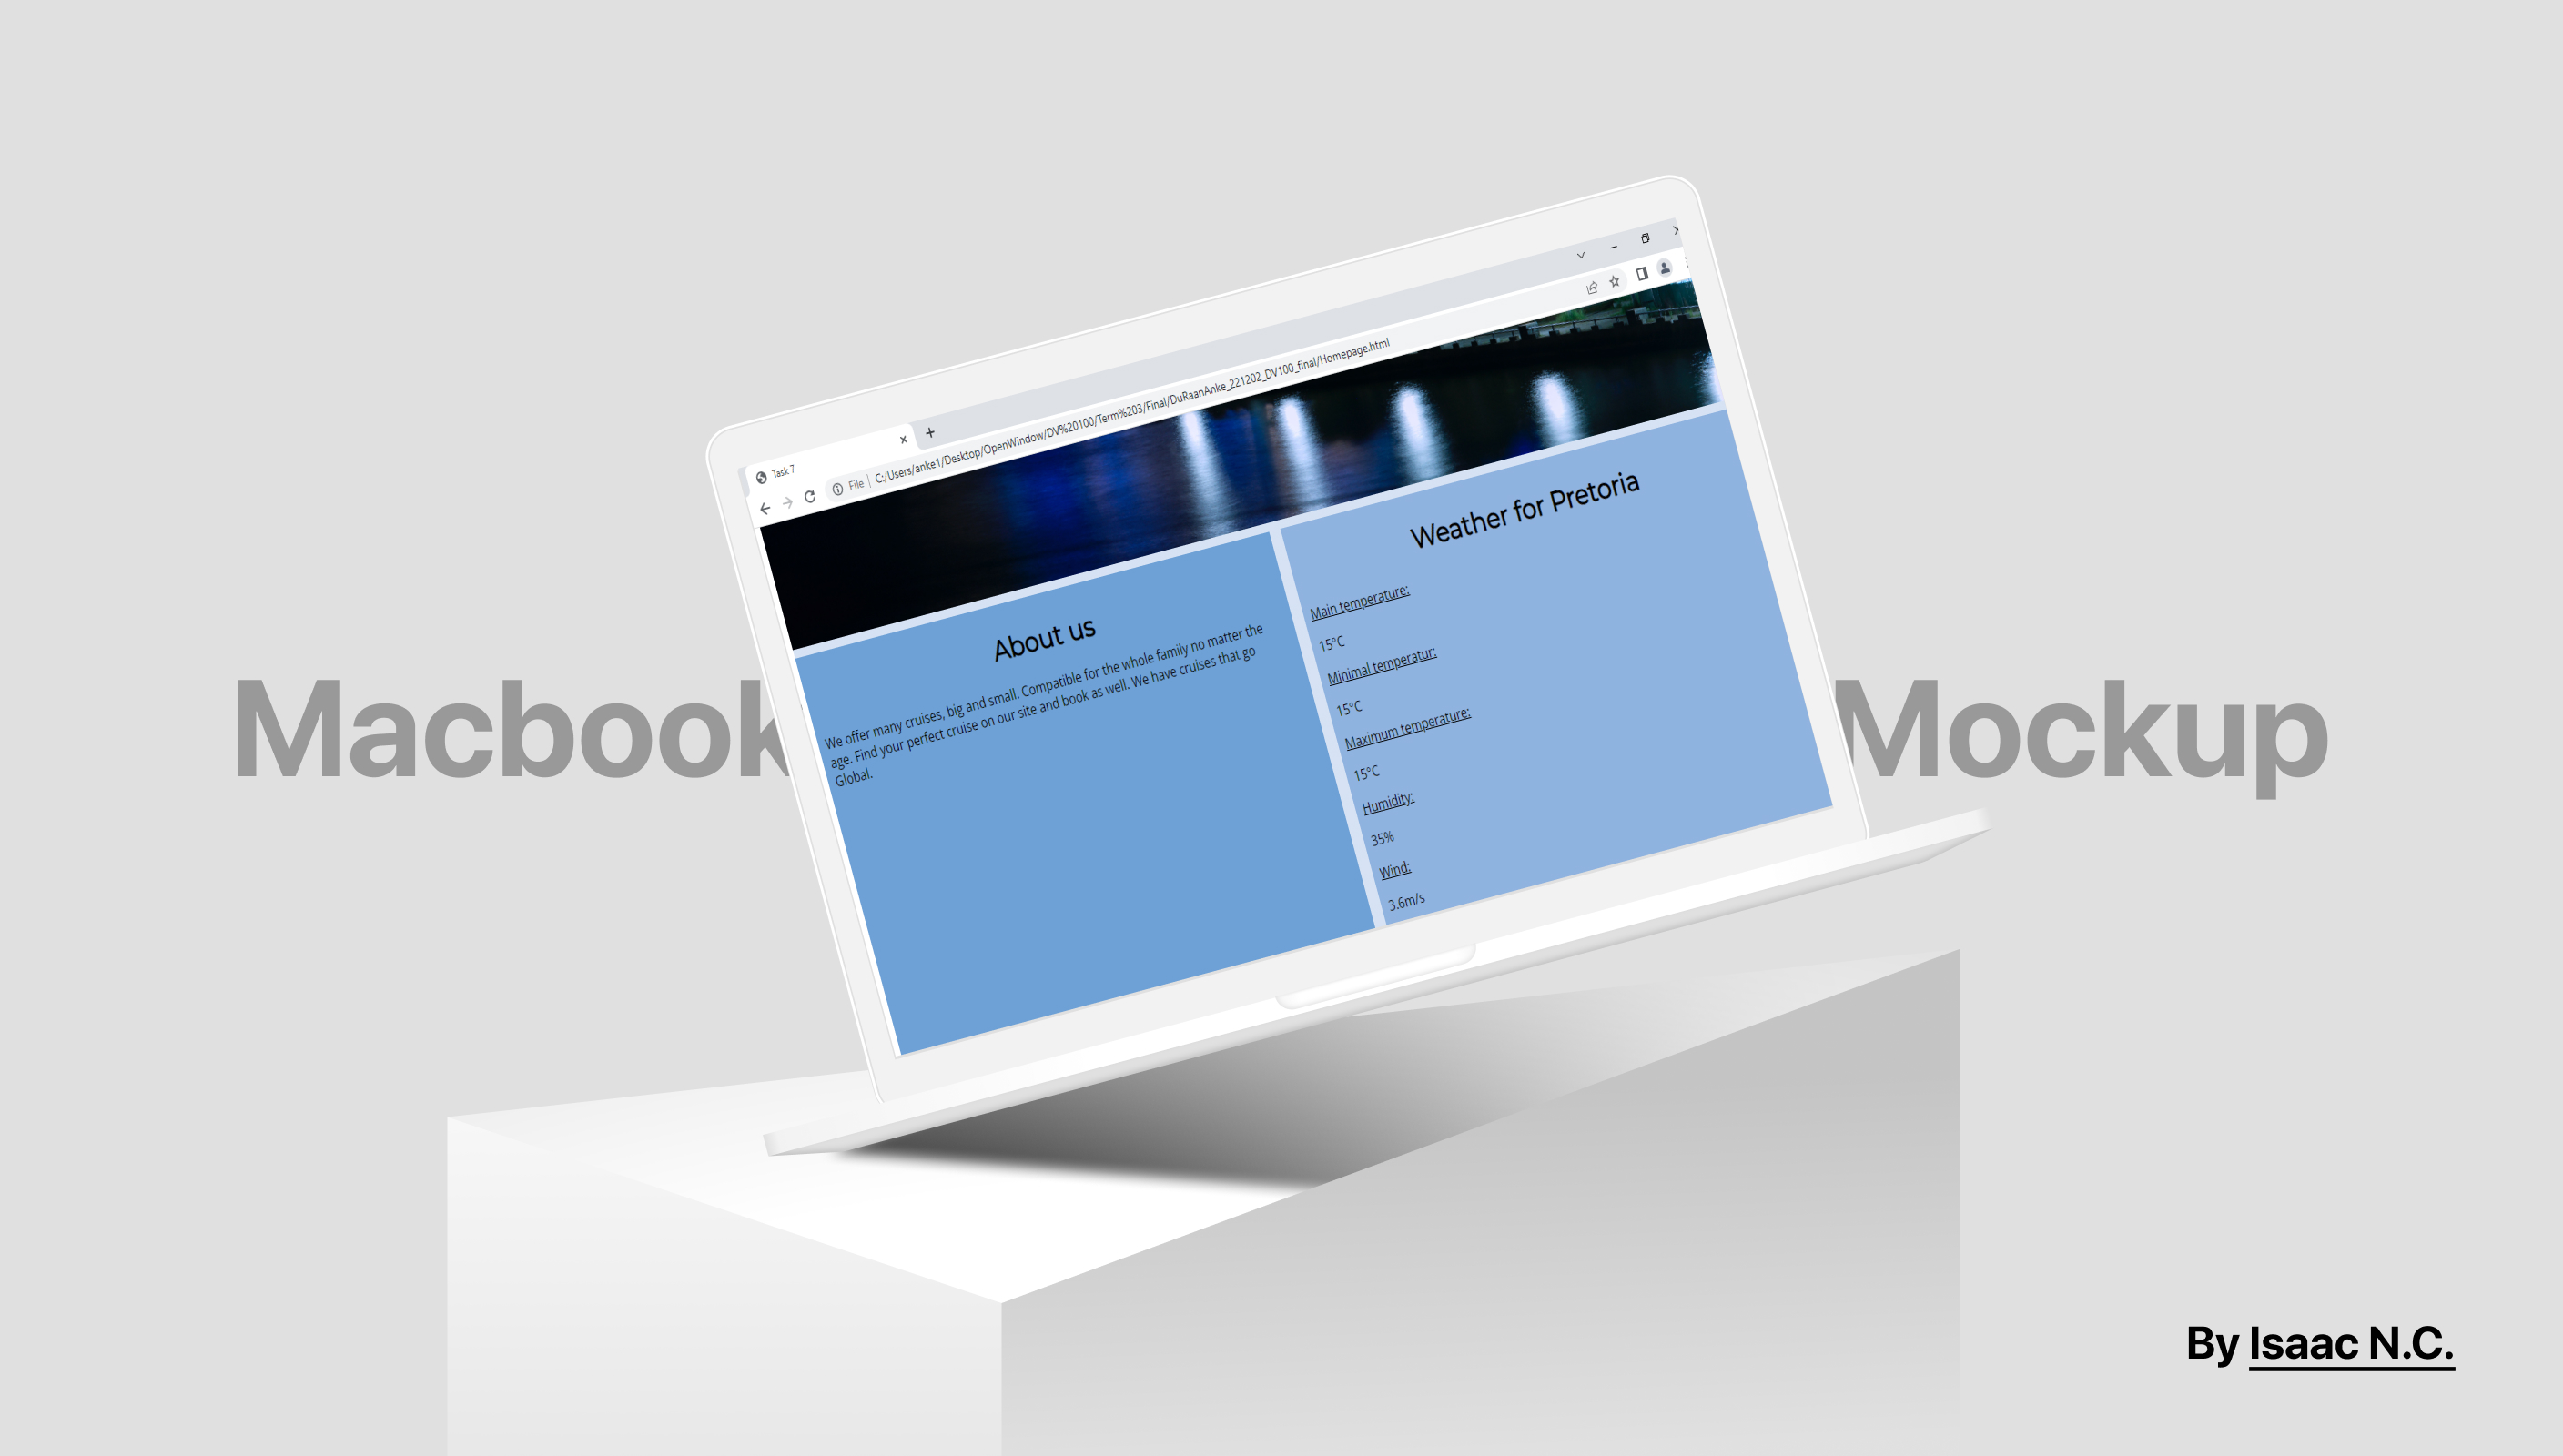 Task 7
File | C:/Users/anke1/Desktop/OpenWindow/DV%20100/Term%203/Final/DuRaanAnke_221202_DV100_final/Homepage.html
About us
We offer many cruises, big and small. Compatible for the whole family no matter the
age. Find your perfect cruise on our site and book as well. We have cruises that go
Global.
Weather for Pretoria
Main temperature:
15°C
Minimal temperatur:
15°C
Maximum temperature:
15°C
Humidity:
35%
Wind:
3.6m/s
Macbook Mockup
By Isaac N.C.